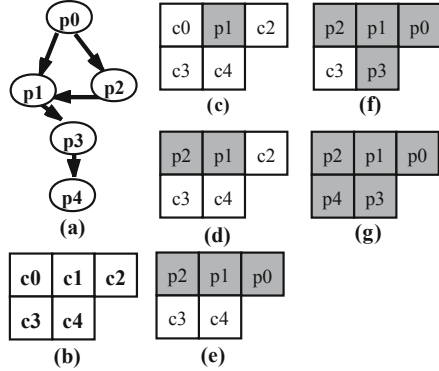 p0
p1 p2
p3
p4
(a)
c0 c1 c2
c3 c4
(b)
c0 p1 c2
c3 c4
(c)
p2 p1 c2
c3 c4
(d)
p2 p1 p0
c3 c4
(e)
p2 p1 p0
c3 p3
(f)
p2 p1 p0
p4 p3
(g)